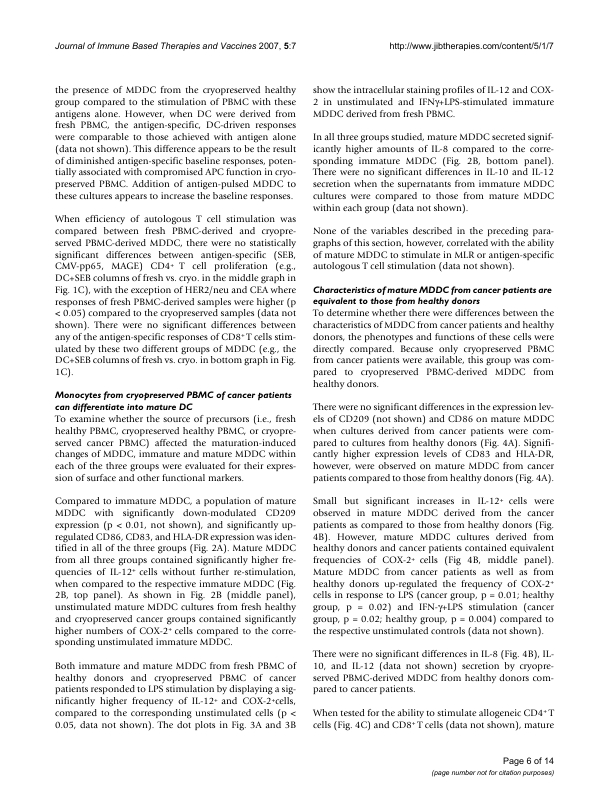 Journal of Immune Based Therapies and Vaccines 2007, 5:7
http://www.jibtherapies.com/content/5/1/7
the presence of MDDC from the cryopreserved healthy
group compared to the stimulation of PBMC with these
antigens alone. However, when DC were derived from
fresh PBMC, the antigen-specific, DC-driven responses
were comparable to those achieved with antigen alone
(data not shown). This difference appears to be the result
of diminished antigen-specific baseline responses, poten-
tially associated with compromised APC function in cryo-
preserved PBMC. Addition of antigen-pulsed MDDC to
these cultures appears to increase the baseline responses.
When efficiency of autologous T cell stimulation was
compared between fresh PBMC-derived and cryopre-
served PBMC-derived MDDC, there were no statistically
significant differences between antigen-specific (SEB,
CMV-pp65, MAGE) CD4+ T cell proliferation (e.g.,
DC+SEB columns of fresh vs. cryo. in the middle graph in
Fig. 1C), with the exception of HER2/neu and CEA where
responses of fresh PBMC-derived samples were higher (p
< 0.05) compared to the cryopreserved samples (data not
shown). There were no significant differences between
any of the antigen-specific responses of CD8+ T cells stim-
ulated by these two different groups of MDDC (e.g., the
DC+SEB columns of fresh vs. cryo. in bottom graph in Fig.
1C).
Monocytes from cryopreserved PBMC of cancer patients
can differentiate into mature DC
To examine whether the source of precursors (i.e., fresh
healthy PBMC, cryopreserved healthy PBMC, or cryopre-
served cancer PBMC) affected the maturation-induced
changes of MDDC, immature and mature MDDC within
each of the three groups were evaluated for their expres-
sion of surface and other functional markers.
Compared to immature MDDC, a population of mature
MDDC with significantly down-modulated CD209
expression (p < 0.01, not shown), and significantly up-
regulated CD86, CD83, and HLA-DR expression was iden-
tified in all of the three groups (Fig. 2A). Mature MDDC
from all three groups contained significantly higher fre-
quencies of IL-12+ cells without further re-stimulation,
when compared to the respective immature MDDC (Fig.
2B, top panel). As shown in Fig. 2B (middle panel),
unstimulated mature MDDC cultures from fresh healthy
and cryopreserved cancer groups contained significantly
higher numbers of COX-2+ cells compared to the corre-
sponding unstimulated immature MDDC.
Both immature and mature MDDC from fresh PBMC of
healthy donors and cryopreserved PBMC of cancer
patients responded to LPS stimulation by displaying a sig-
nificantly higher frequency of IL-12+ and COX-2+cells,
compared to the corresponding unstimulated cells (p <
0.05, data not shown). The dot plots in Fig. 3A and 3B
show the intracellular staining profiles of IL-12 and COX-
2 in unstimulated and IFNγ+LPS-stimulated immature
MDDC derived from fresh PBMC.
In all three groups studied, mature MDDC secreted signif-
icantly higher amounts of IL-8 compared to the corre-
sponding immature MDDC (Fig. 2B, bottom panel).
There were no significant differences in IL-10 and IL-12
secretion when the supernatants from immature MDDC
cultures were compared to those from mature MDDC
within each group (data not shown).
None of the variables described in the preceding para-
graphs of this section, however, correlated with the ability
of mature MDDC to stimulate in MLR or antigen-specific
autologous T cell stimulation (data not shown).
Characteristics of mature MDDC from cancer patients are
equivalent to those from healthy donors
To determine whether there were differences between the
characteristics of MDDC from cancer patients and healthy
donors, the phenotypes and functions of these cells were
directly compared. Because only cryopreserved PBMC
from cancer patients were available, this group was com-
pared to cryopreserved PBMC-derived MDDC from
healthy donors.
There were no significant differences in the expression lev-
els of CD209 (not shown) and CD86 on mature MDDC
when cultures derived from cancer patients were com-
pared to cultures from healthy donors (Fig. 4A). Signifi-
cantly higher expression levels of CD83 and HLA-DR,
however, were observed on mature MDDC from cancer
patients compared to those from healthy donors (Fig. 4A).
Small but significant increases in IL-12+ cells were
observed in mature MDDC derived from the cancer
patients as compared to those from healthy donors (Fig.
4B). However, mature MDDC cultures derived from
healthy donors and cancer patients contained equivalent
frequencies of COX-2+ cells (Fig 4B, middle panel).
Mature MDDC from cancer patients as well as from
healthy donors up-regulated the frequency of COX-2+
cells in response to LPS (cancer group, p = 0.01; healthy
group, p = 0.02) and IFN-γ+LPS stimulation (cancer
group, p = 0.02; healthy group, p = 0.004) compared to
the respective unstimulated controls (data not shown).
There were no significant differences in IL-8 (Fig. 4B), IL-
10, and IL-12 (data not shown) secretion by cryopre-
served PBMC-derived MDDC from healthy donors com-
pared to cancer patients.
When tested for the ability to stimulate allogeneic CD4+ T
cells (Fig. 4C) and CD8+ T cells (data not shown), mature
Page 6 of 14
(page number not for citation purposes)